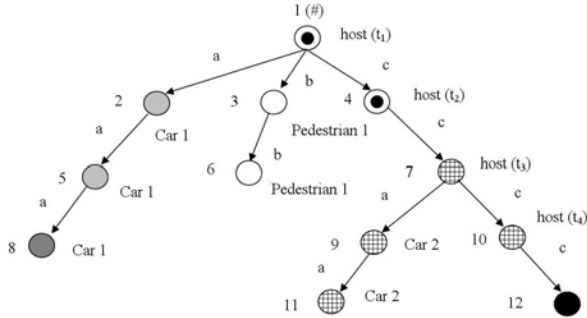 1 (#)
host (t₁)
a
b
c
2
3
4
host (t₂)
Car 1
Pedestrian 1
a
b
c
5
Car 1
6
Pedestrian 1
7
host (t₃)
a
a
c
8
Car 1
9
Car 2
10
host (t₄)
a
c
11
Car 2
12